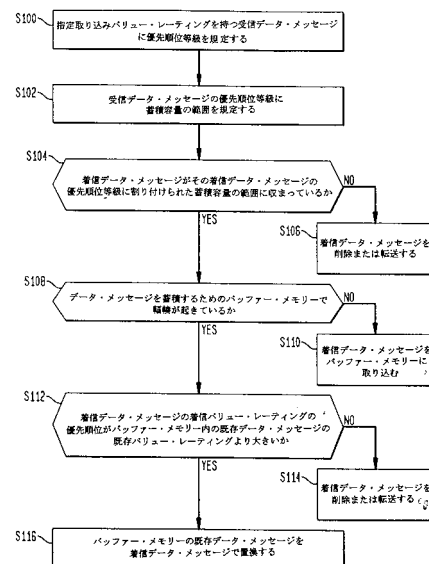 S100
指定取り込みバリュー・レーティングを持つ受信データ・メッセージ
に優先順位等級を規定する
S102
受信データ・メッセージの優先順位等級に
蓄積容量の範囲を規定する
S104
着信データ・メッセージがその着信データ・メッセージの
優先順位等級に割り付けられた蓄積容量の範囲に収まっているか
NO
YES
S106
着信データ・メッセージを
削除または転送する
S108
データ・メッセージを蓄積するためのバッファー・メモリーで
輻輳が起きているか
NO
YES
S110
着信データ・メッセージを
バッファー・メモリーに
取り込む
S112
着信データ・メッセージの着信バリュー・レーティングの
優先順位がバッファー・メモリー内の既存データ・メッセージの
既存バリュー・レーティングより大きいか
NO
YES
S114
着信データ・メッセージを
削除または転送する
S116
バッファー・メモリーの既存データ・メッセージを
着信データ・メッセージで置換する